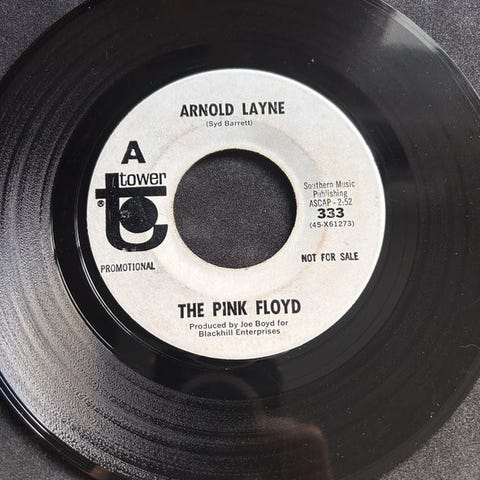 ARNOLD LAYNE
(Syd Barrett)
A
tower
®
Southern Music
Publishing
ASCAP - 2:52
333
(45-X61273)
PROMOTIONAL
NOT FOR SALE
THE PINK FLOYD
Produced by Joe Boyd for
Blackhill Enterprises